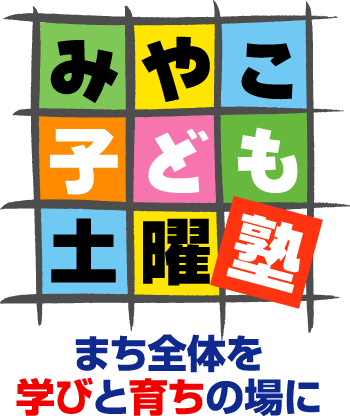 みやこ
子ども
土曜塾
まち全体を
学びと育ちの場に